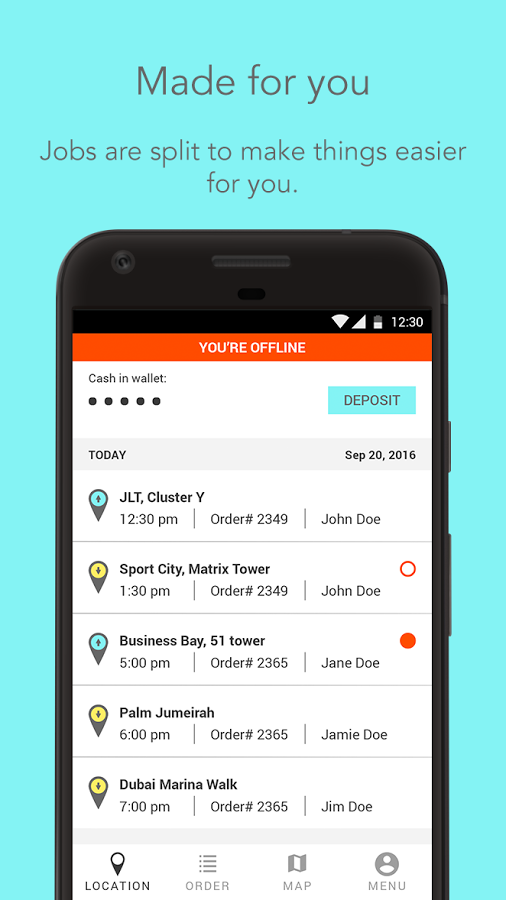 Made for you
Jobs are split to make things easier
for you.
12:30
YOU'RE OFFLINE
Cash in wallet:
DEPOSIT
TODAY Sep 20, 2016
JLT, Cluster Y
12:30 pm Order# 2349 John Doe
Sport City, Matrix Tower
1:30 pm Order# 2349 John Doe
Business Bay, 51 tower
5:00 pm Order# 2365 Jane Doe
Palm Jumeirah
6:00 pm Order# 2365 Jamie Doe
Dubai Marina Walk
7:00 pm Order# 2365 Jim Doe
LOCATION ORDER MAP MENU